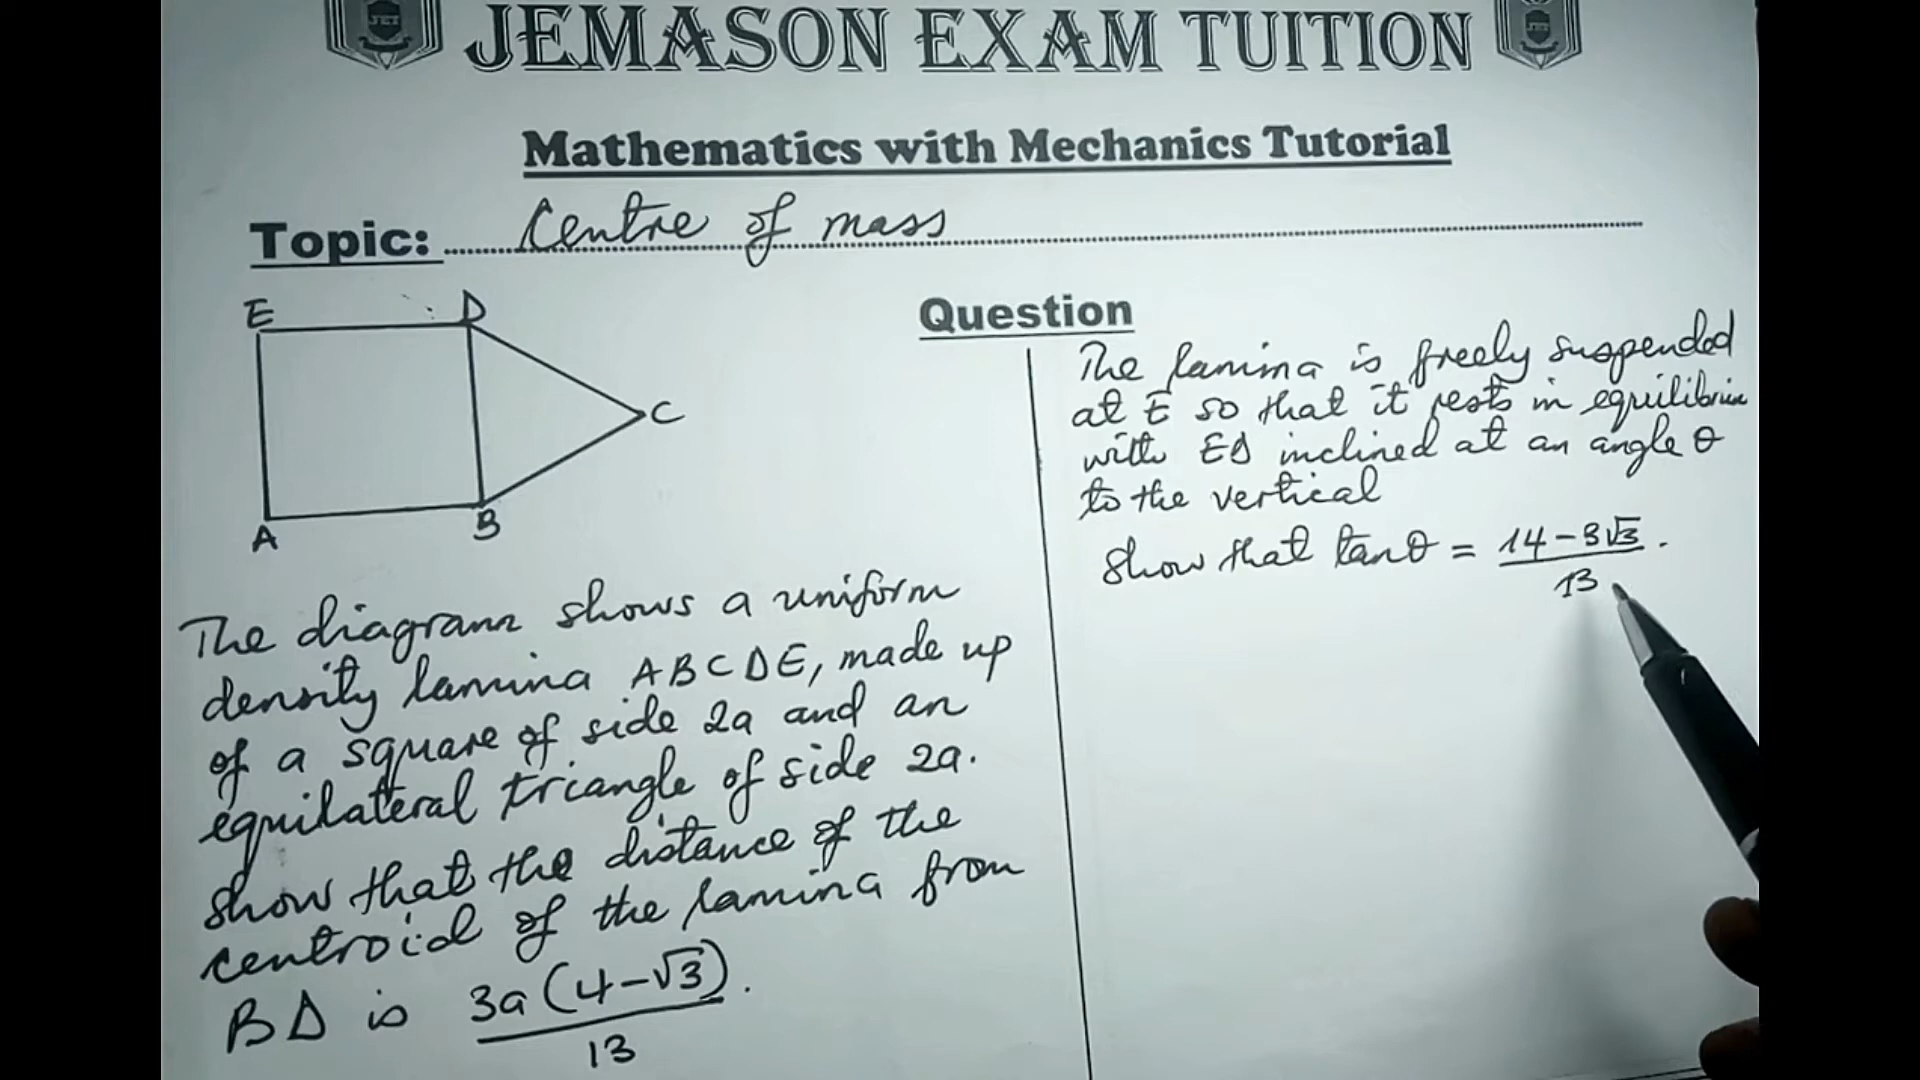 JEMASON EXAM TUITION
Mathematics with Mechanics Tutorial
Topic: Centre of mass
Question
E
D
C
A
B
The diagram shows a uniform
density lamina ABCDE, made up
of a square of side 2a and an
equilateral triangle of side 2a.
show that the distance of the
centroid of the lamina from
BD is 3a(4-√3)/13.
The lamina is freely suspended
at E so that it rests in equilibrium
with ED inclined at an angle θ
to the vertical
show that tanθ = 14-3√3/13.